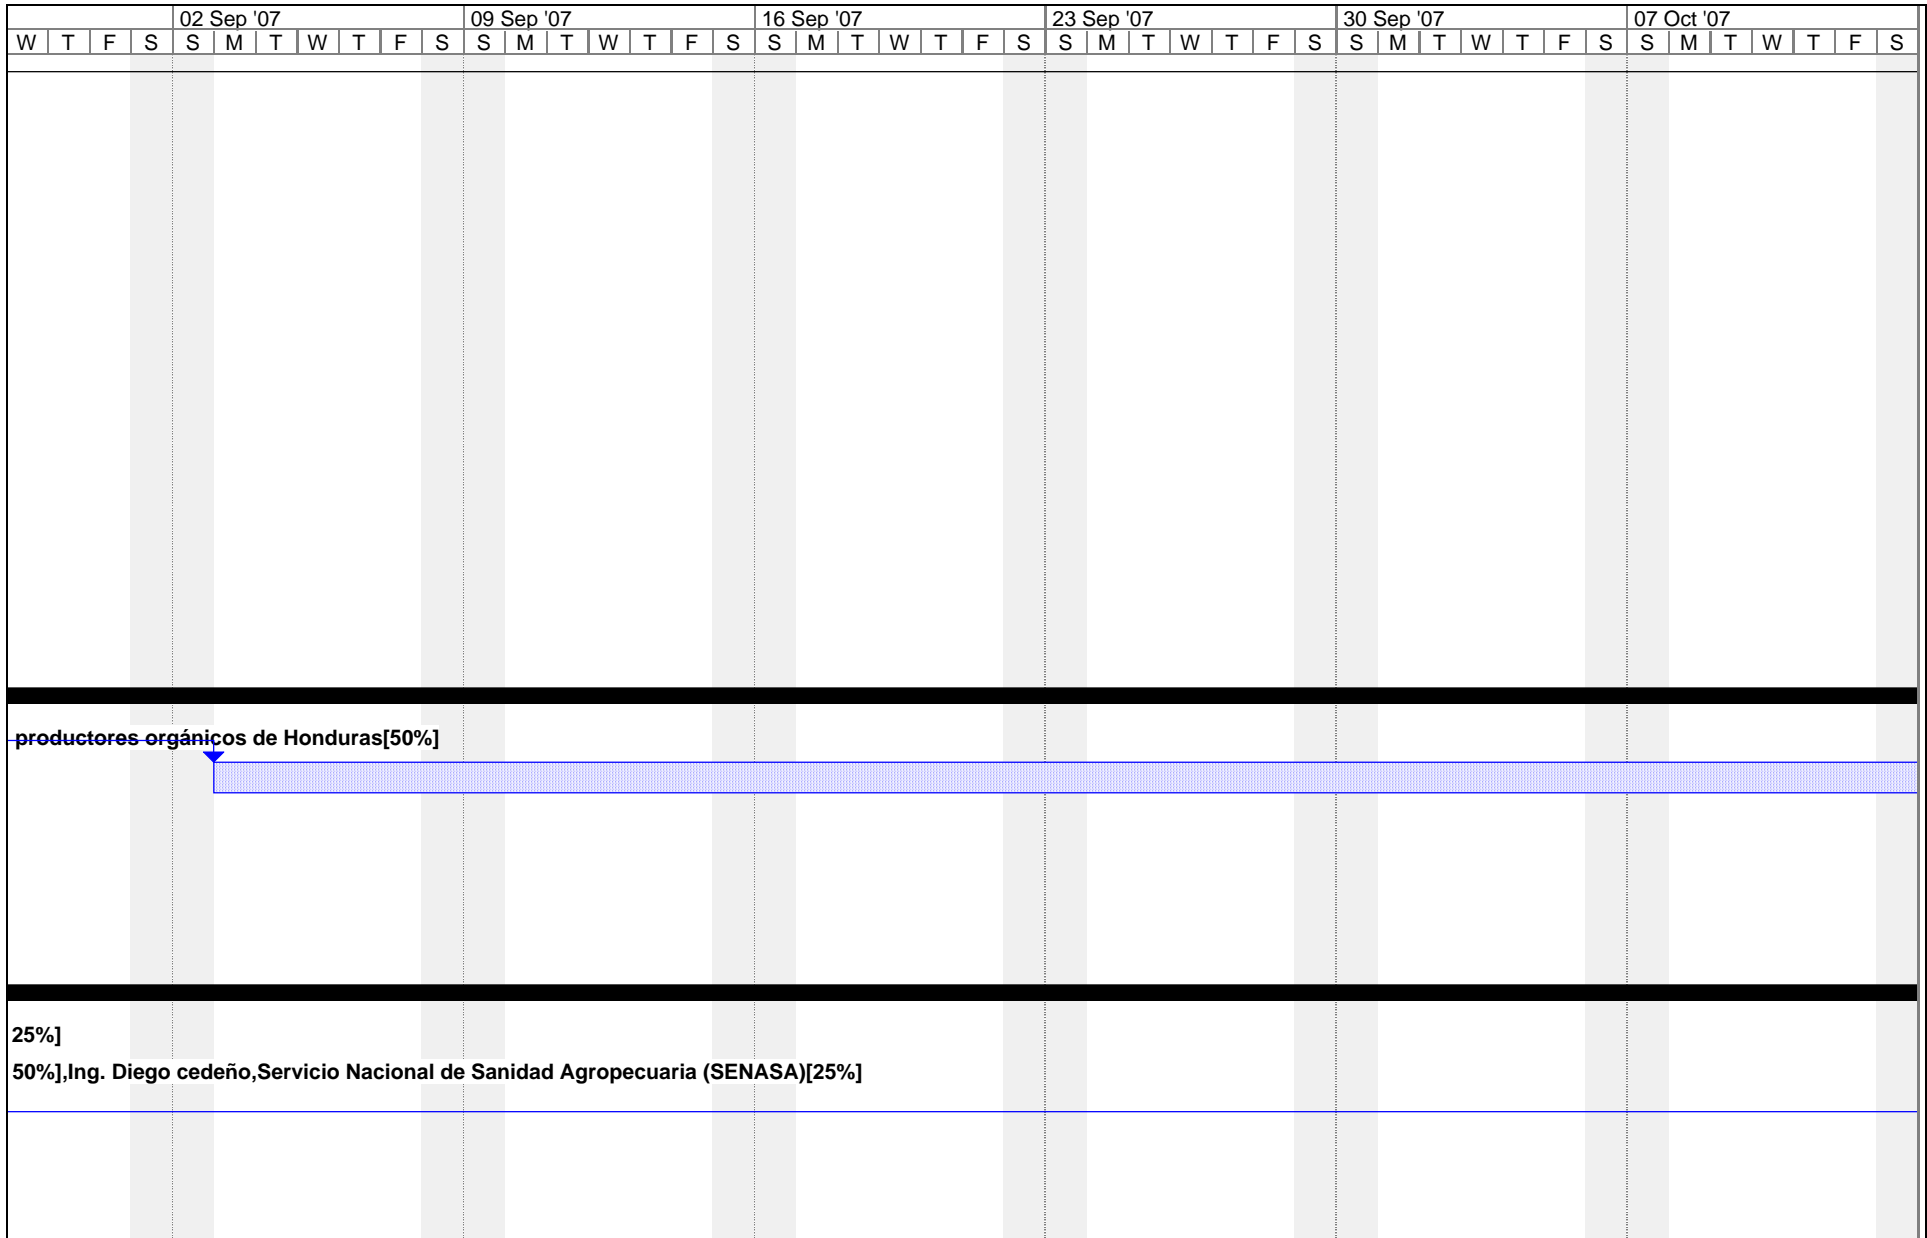 02 Sep '07 09 Sep '07 16 Sep '07 23 Sep '07 30 Sep '07 07 Oct '07
W T F S S M T W T F S S M T W T F S S M T W T F S S M T W T F S S M T W T F S S M T W T F S
productores orgánicos de Honduras[50%]
25%]
50%],Ing. Diego cedeño,Servicio Nacional de Sanidad Agropecuaria (SENASA)[25%]